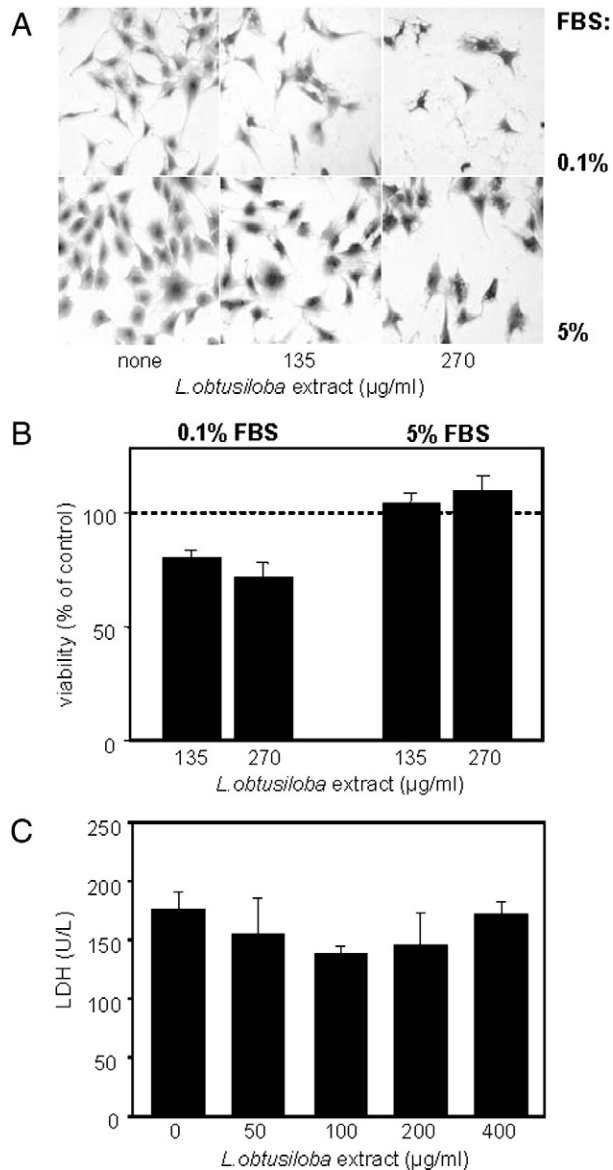 A
FBS:
0.1%
5%
none 135 270
L.obtusiloba extract (µg/ml)
B
0.1% FBS 5% FBS
viability (% of control)
100
50
0
135 270 135 270
L.obtusiloba extract (µg/ml)
C
LDH (U/L)
250
200
150
100
50
0
0 50 100 200 400
L.obtusiloba extract (µg/ml)